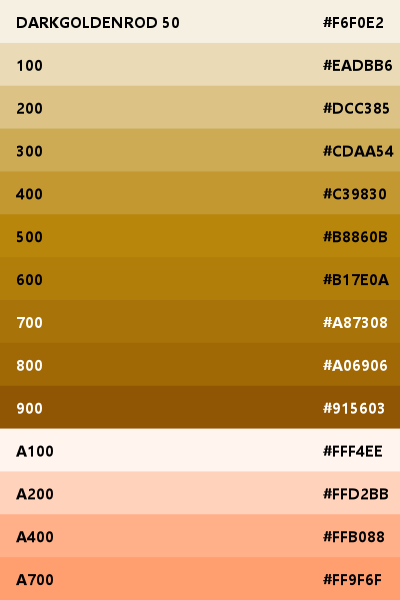 DARKGOLDENROD 50 #F6F0E2
100 #EADBB6
200 #DCC385
300 #CDAA54
400 #C39830
500 #B8860B
600 #B17E0A
700 #A87308
800 #A06906
900 #915603
A100 #FFF4EE
A200 #FFD2BB
A400 #FFB088
A700 #FF9F6F